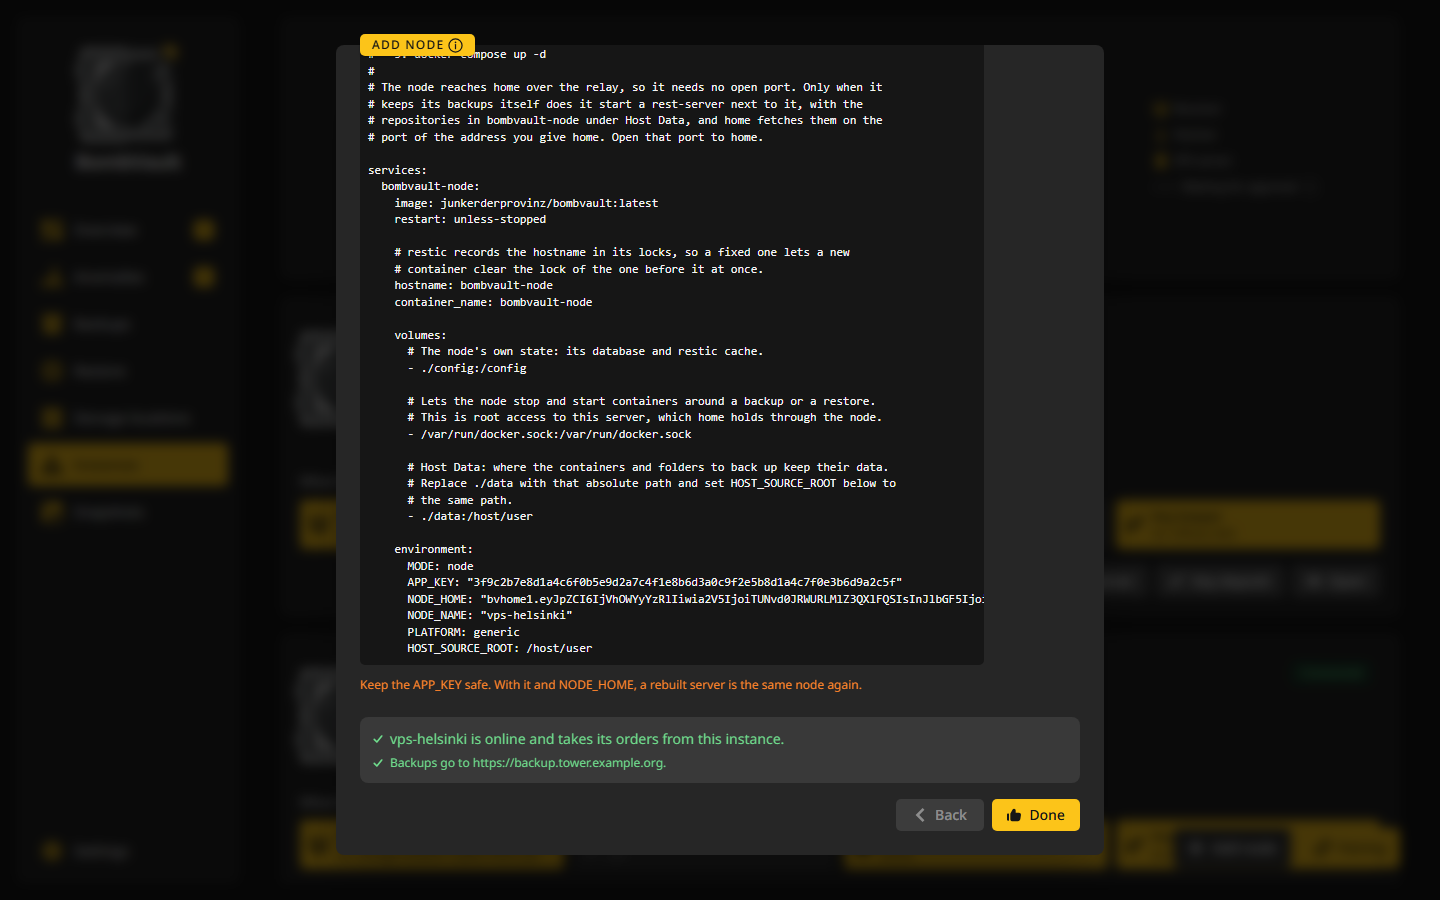 ADD NODE
compose up -d
#
# The node reaches home over the relay, so it needs no open port. Only when it
# keeps its backups itself does it start a rest-server next to it, with the
# repositories in bombvault-node under Host Data, and home fetches them on the
# port of the address you give home. Open that port to home.
services:
bombvault-node:
image: junkerderprovinz/bombvault:latest
restart: unless-stopped
# restic records the hostname in its locks, so a fixed one lets a new
# container clear the lock of the one before it at once.
hostname: bombvault-node
container_name: bombvault-node
volumes:
# The node's own state: its database and restic cache.
- ./config:/config
# Lets the node stop and start containers around a backup or a restore.
# This is root access to this server, which home holds through the node.
- /var/run/docker.sock:/var/run/docker.sock
# Host Data: where the containers and folders to back up keep their data.
# Replace ./data with that absolute path and set HOST_SOURCE_ROOT below to
# the same path.
- ./data:/host/user
environment:
MODE: node
APP_KEY: "3f9c2b7e8d1a4c6f0b5e9d2a7c4f1e8b6d3a0c9f2e5b8d1a4c7f0e3b6d9a2c5f"
NODE_HOME: "bvhome1.eyJpZCI6IjVhOWYyYzRlIiwia2V5IjoiTUNvd0JRWURLMlZ3QXlFQSIsInJlbGF5Ijoi
NODE_NAME: "vps-helsinki"
PLATFORM: generic
HOST_SOURCE_ROOT: /host/user
Keep the APP_KEY safe. With it and NODE_HOME, a rebuilt server is the same node again.
vps-helsinki is online and takes its orders from this instance.
Backups go to https://backup.tower.example.org.
Back
Done